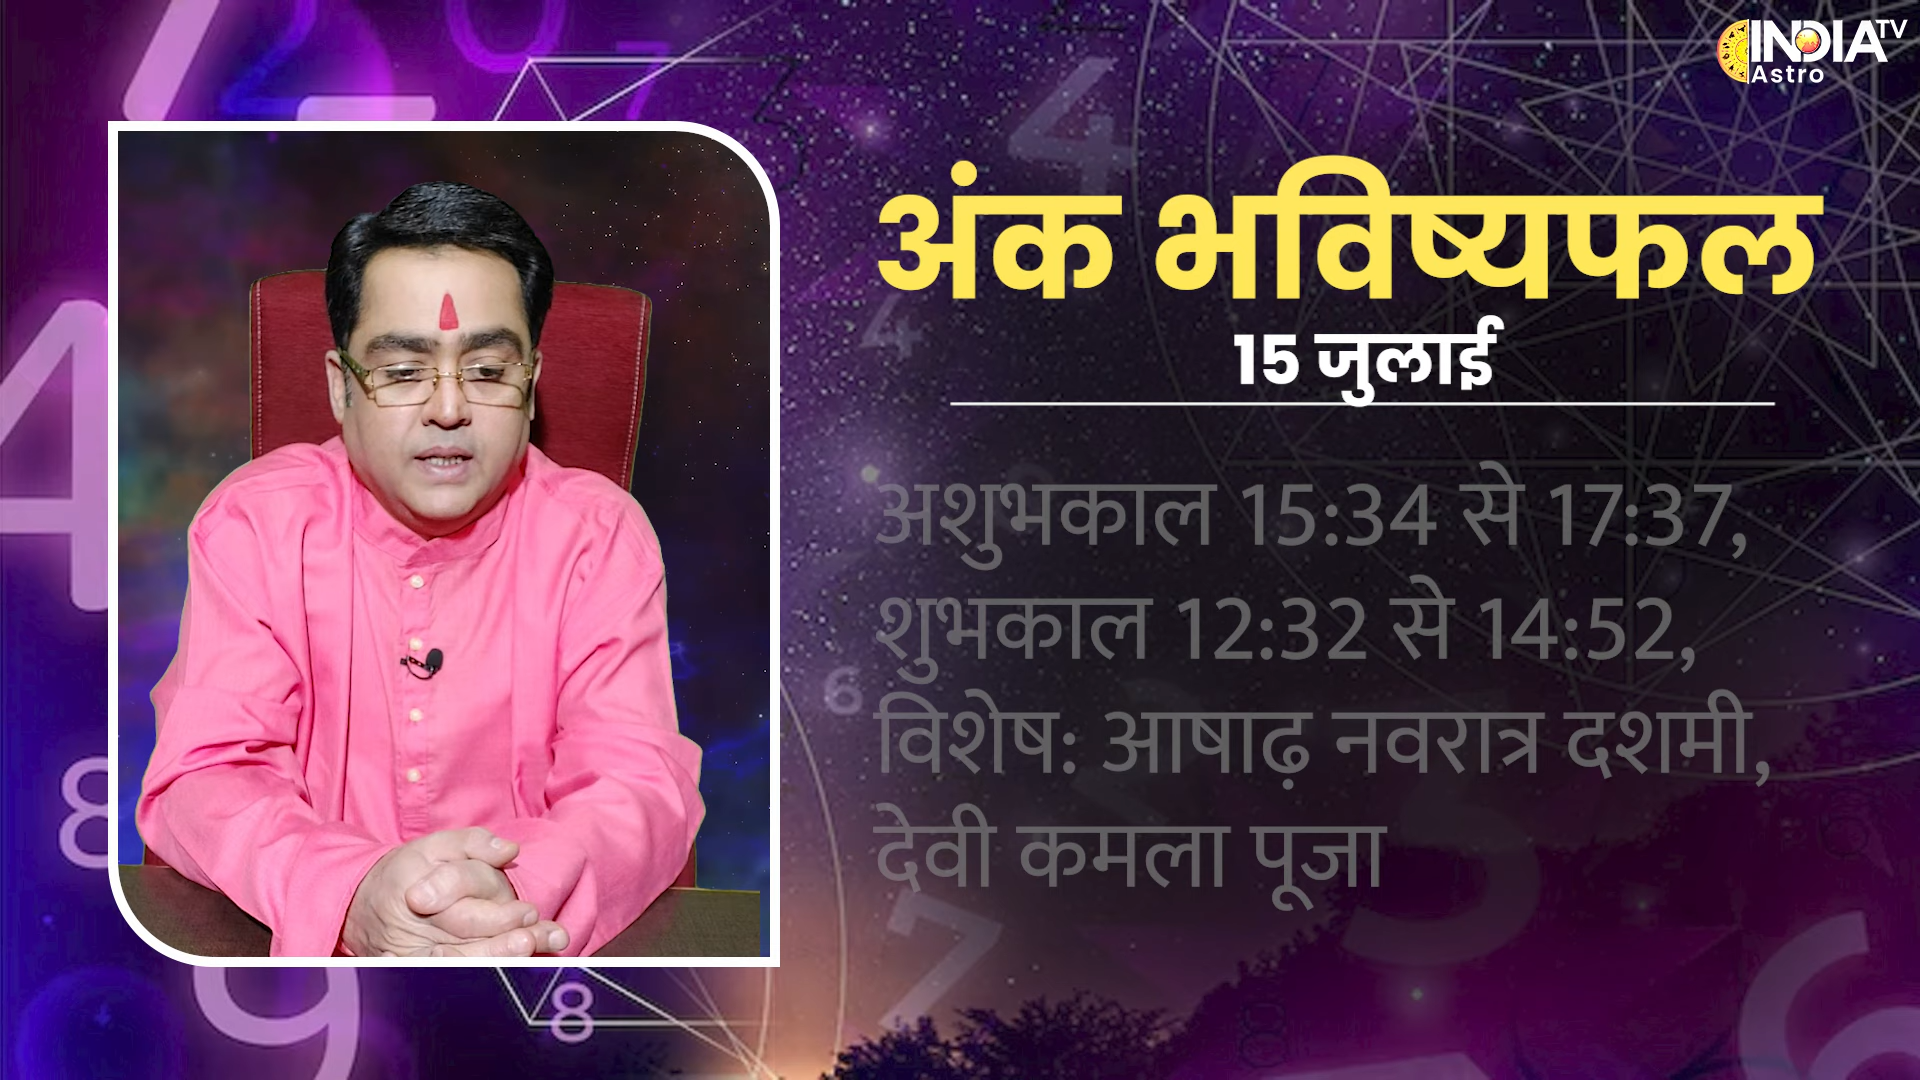 INDIA TV
Astro
अंक भविष्यफल
15 जुलाई
अशुभकाल 15:34 से 17:37,
शुभकाल 12:32 से 14:52,
विशेष: आषाढ़ नवरात्र दशमी,
देवी कमला पूजा